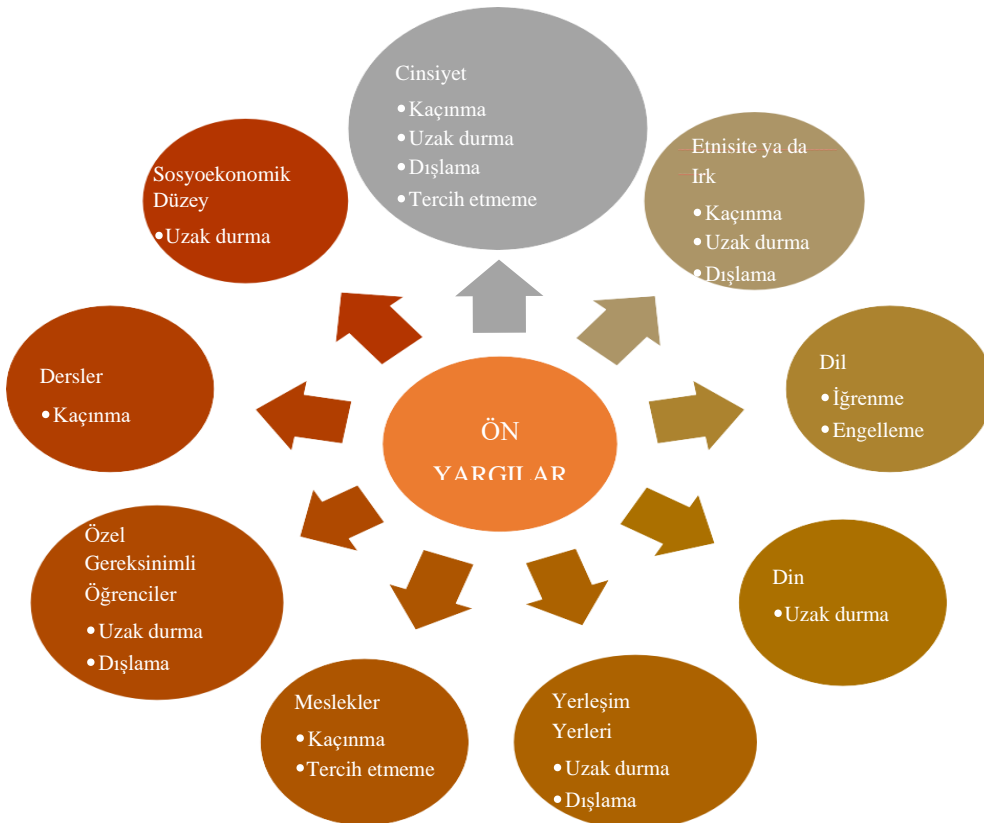 Cinsiyet
• Kaçınma
• Uzak durma
• Dışlama
• Tercih etmeme
Etnisite ya da
Irk
• Kaçınma
• Uzak durma
• Dışlama
Dil
• İğrenme
• Engelleme
Din
• Uzak durma
Yerleşim
Yerleri
• Uzak durma
• Dışlama
Meslekler
• Kaçınma
• Tercih etmeme
Özel
Gereksinimli
Öğrenciler
• Uzak durma
• Dışlama
Dersler
• Kaçınma
Sosyoekonomik
Düzey
• Uzak durma
ÖN
YARGILAR